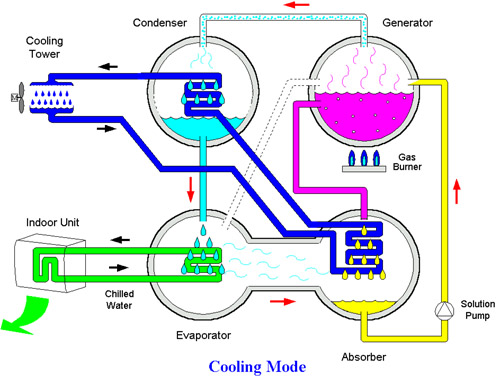 Condenser
Generator
Cooling
Tower
M
Gas
Burner
Indoor Unit
Chilled
Water
Evaporator
Solution
Pump
Absorber
Cooling Mode